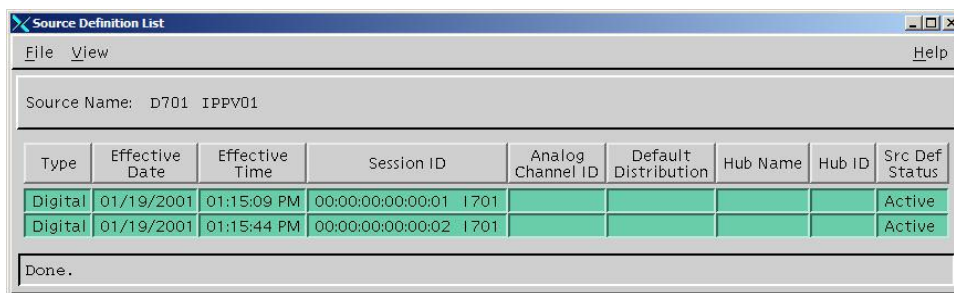 Source Definition List
File View Help
Source Name: D701 IPPV01
Type Effective Date Effective Time Session ID Analog Channel ID Default Distribution Hub Name Hub ID Src Def Status
Digital 01/19/2001 01:15:09 PM 00:00:00:00:00:01 1701 Active
Digital 01/19/2001 01:15:44 PM 00:00:00:00:00:02 1701 Active
Done.